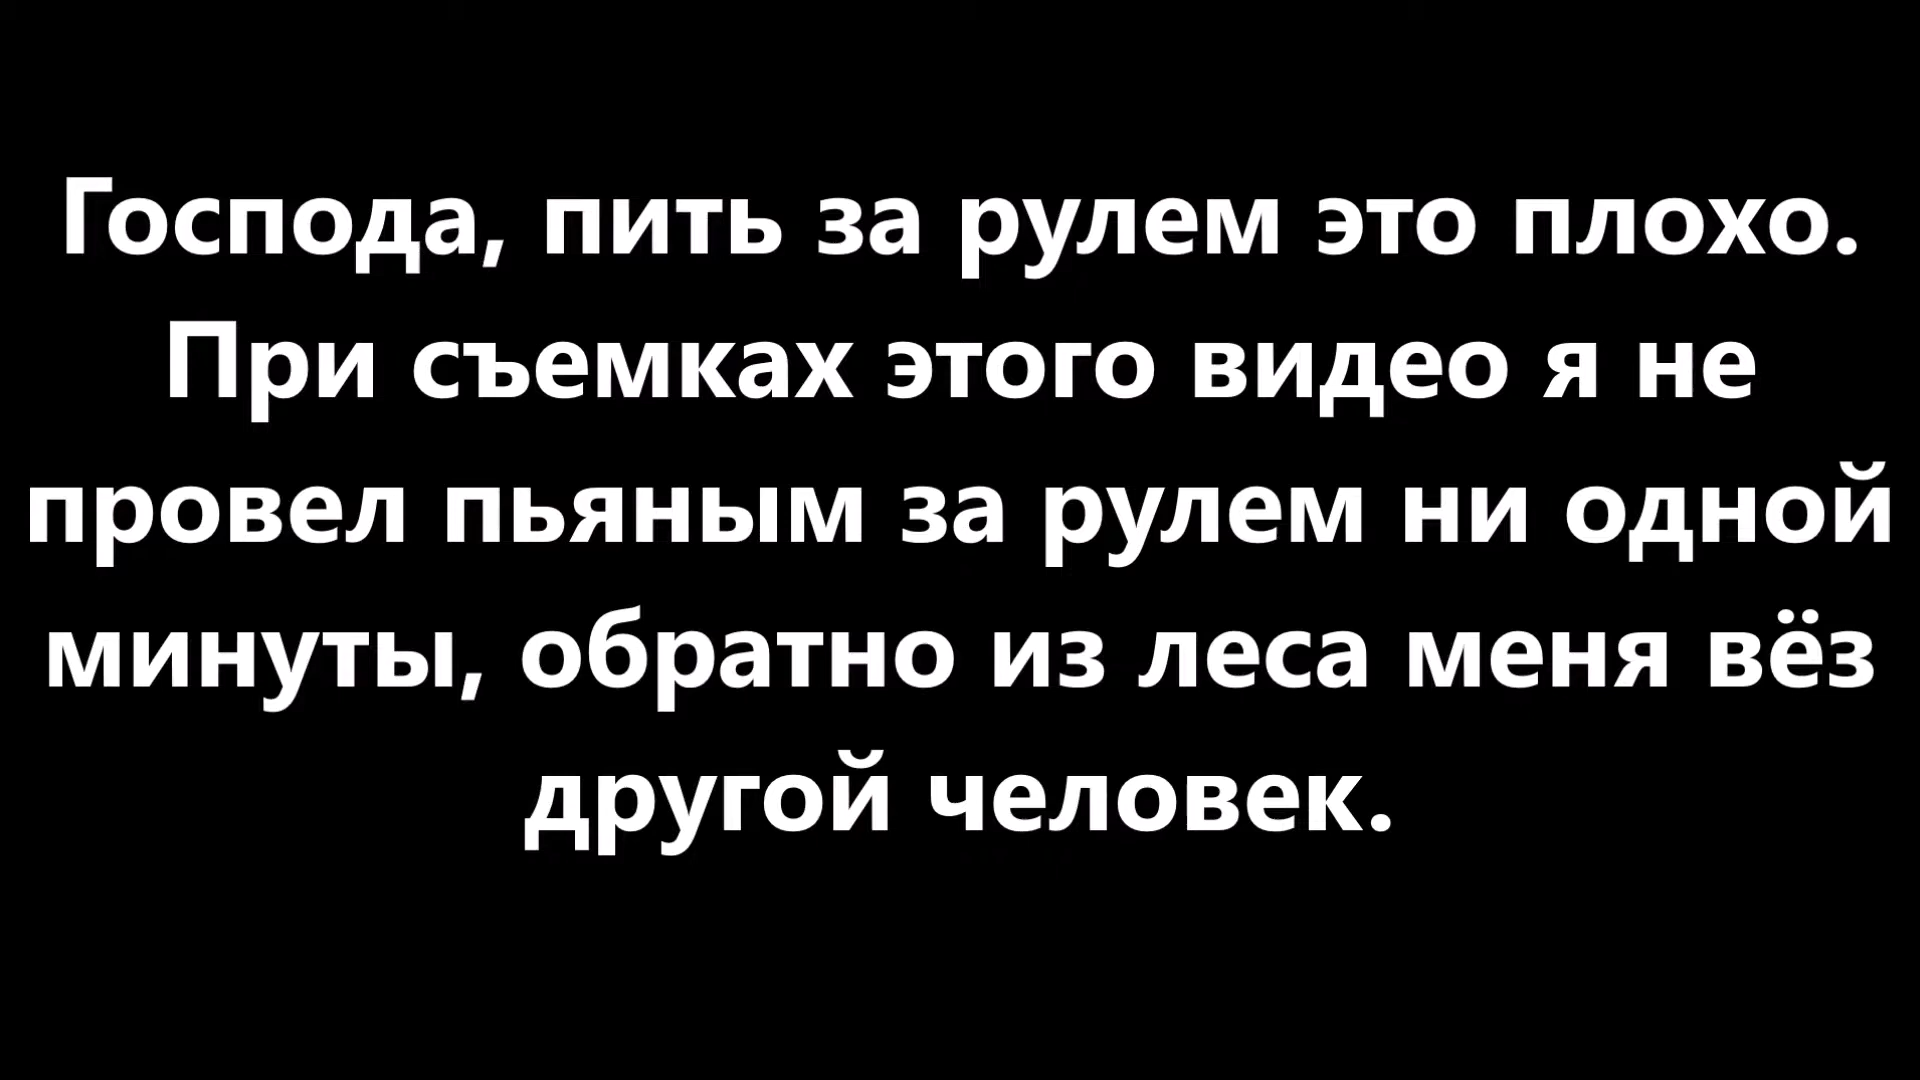 Господа, пить за рулем это плохо.
При съемках этого видео я не
провел пьяным за рулем ни одной
минуты, обратно из леса меня вёз
другой человек.